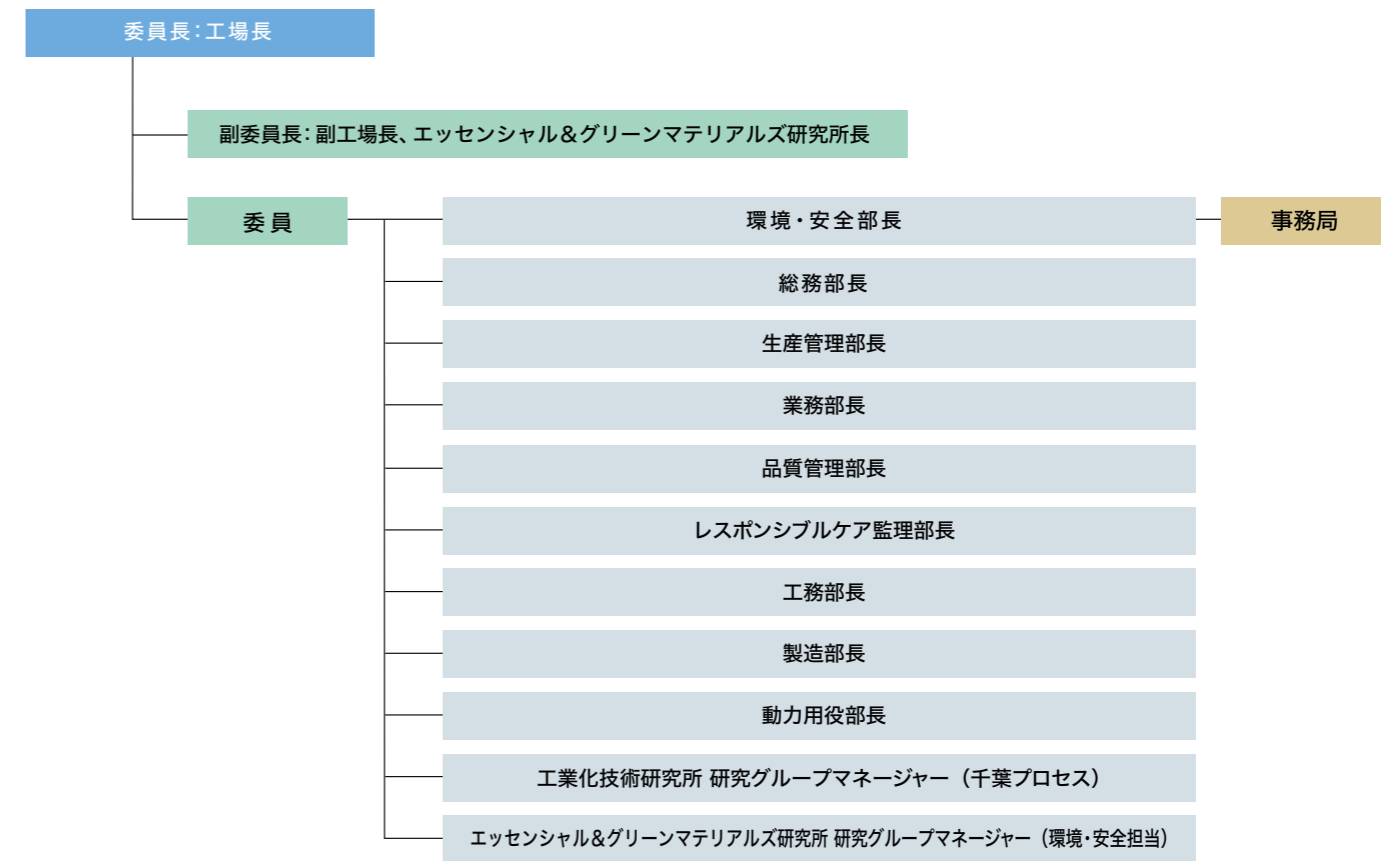 委員長：工場長
副委員長：副工場長、エッセンシャル＆グリーンマテリアルズ研究所長
委員
環境・安全部長
事務局
総務部長
生産管理部長
業務部長
品質管理部長
レスポンシブルケア監理部長
工務部長
製造部長
動力用役部長
工業化技術研究所 研究グループマネージャー（千葉プロセス）
エッセンシャル＆グリーンマテリアルズ研究所 研究グループマネージャー（環境・安全担当）